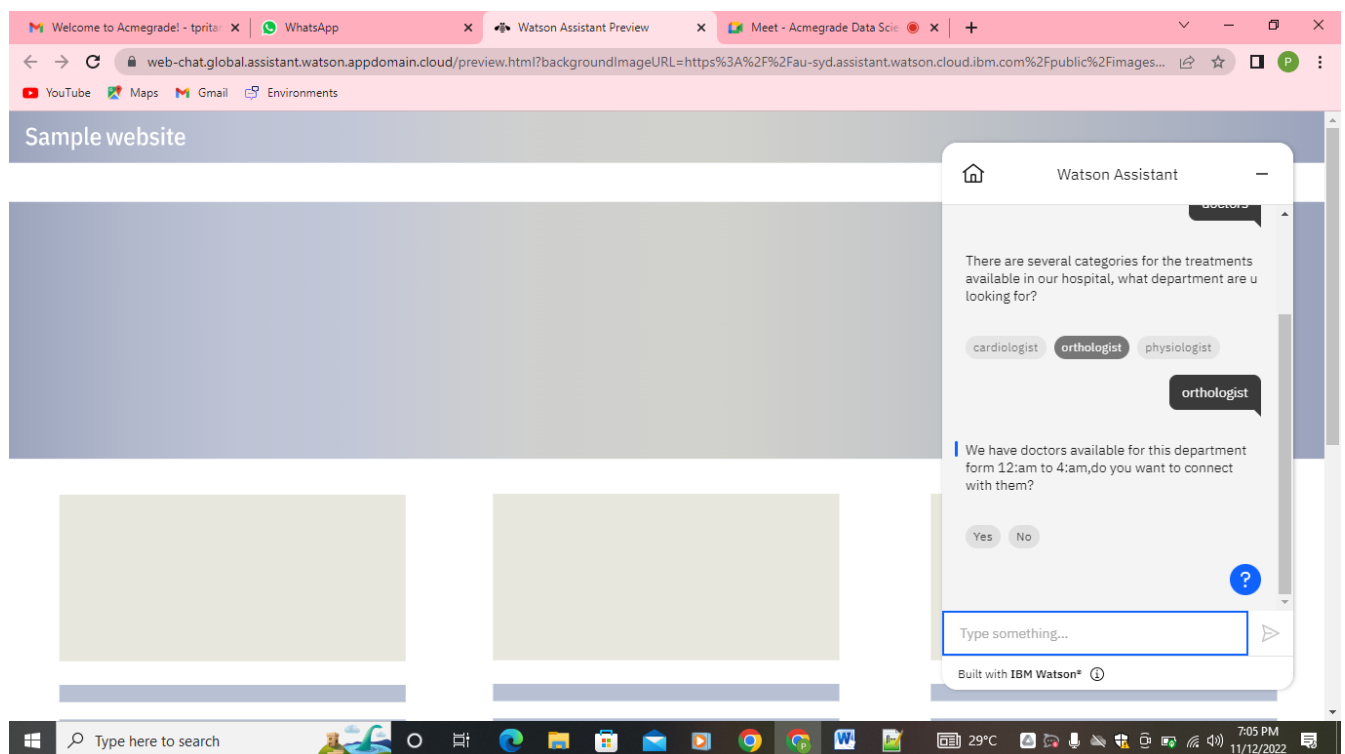 Welcome to Acmegrade! - tpritar
WhatsApp
Watson Assistant Preview
Meet - Acmegrade Data Scie
web-chat.global.assistant.watson.appdomain.cloud/preview.html?backgroundImageURL=https%3A%2F%2Fau-syd.assistant.watson.cloud.ibm.com%2Fpublic%2Fimages...
P
YouTube
Maps
Gmail
Environments
Sample website
Watson Assistant
doctors
There are several categories for the treatments
available in our hospital, what department are u
looking for?
cardiologist
orthologist
physiologist
orthologist
We have doctors available for this department
form 12:am to 4:am,do you want to connect
with them?
Yes
No
?
Type something...
Built with IBM Watson®
Type here to search
29°C
7:05 PM
11/12/2022